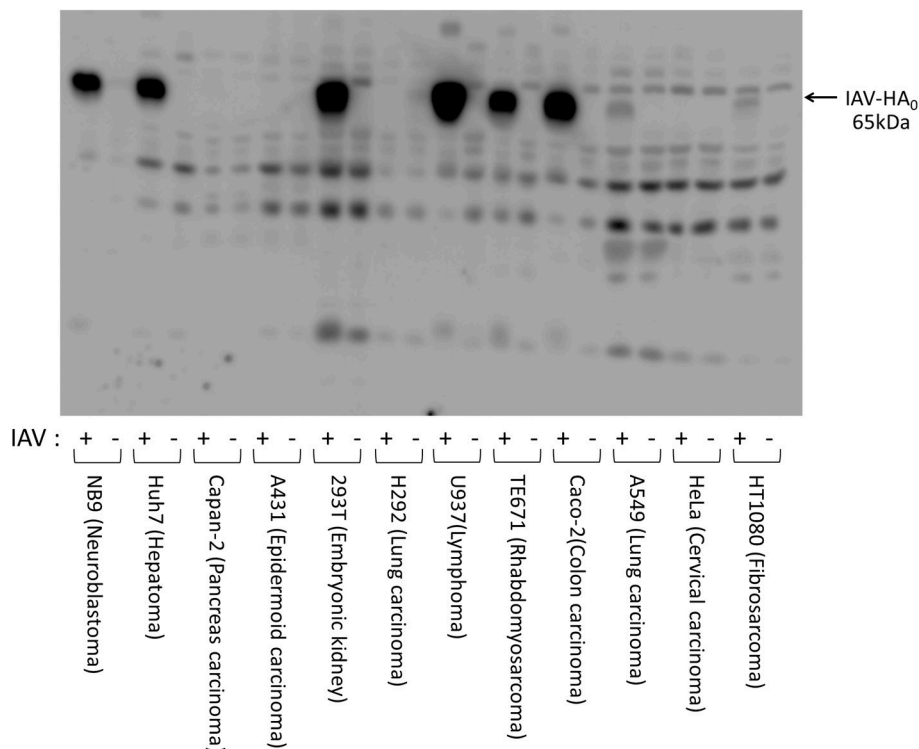 IAV-HA₀
65kDa
IAV : + - + - + - + - + - + - + - + - + - + - + - + -
NB9 (Neuroblastoma)
Huh7 (Hepatoma)
Capan-2 (Pancreas carcinoma)
A431 (Epidermoid carcinoma)
293T (Embryonic kidney)
H292 (Lung carcinoma)
U937(Lymphoma)
TE671 (Rhabdomyosarcoma)
Caco-2(Colon carcinoma)
A549 (Lung carcinoma)
HeLa (Cervical carcinoma)
HT1080 (Fibrosarcoma)